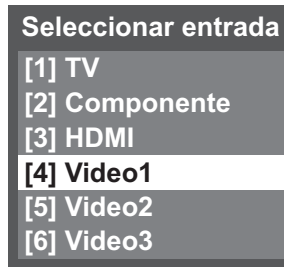 Seleccionar entrada
[1] TV
[2] Componente
[3] HDMI
[4] Video1
[5] Video2
[6] Video3